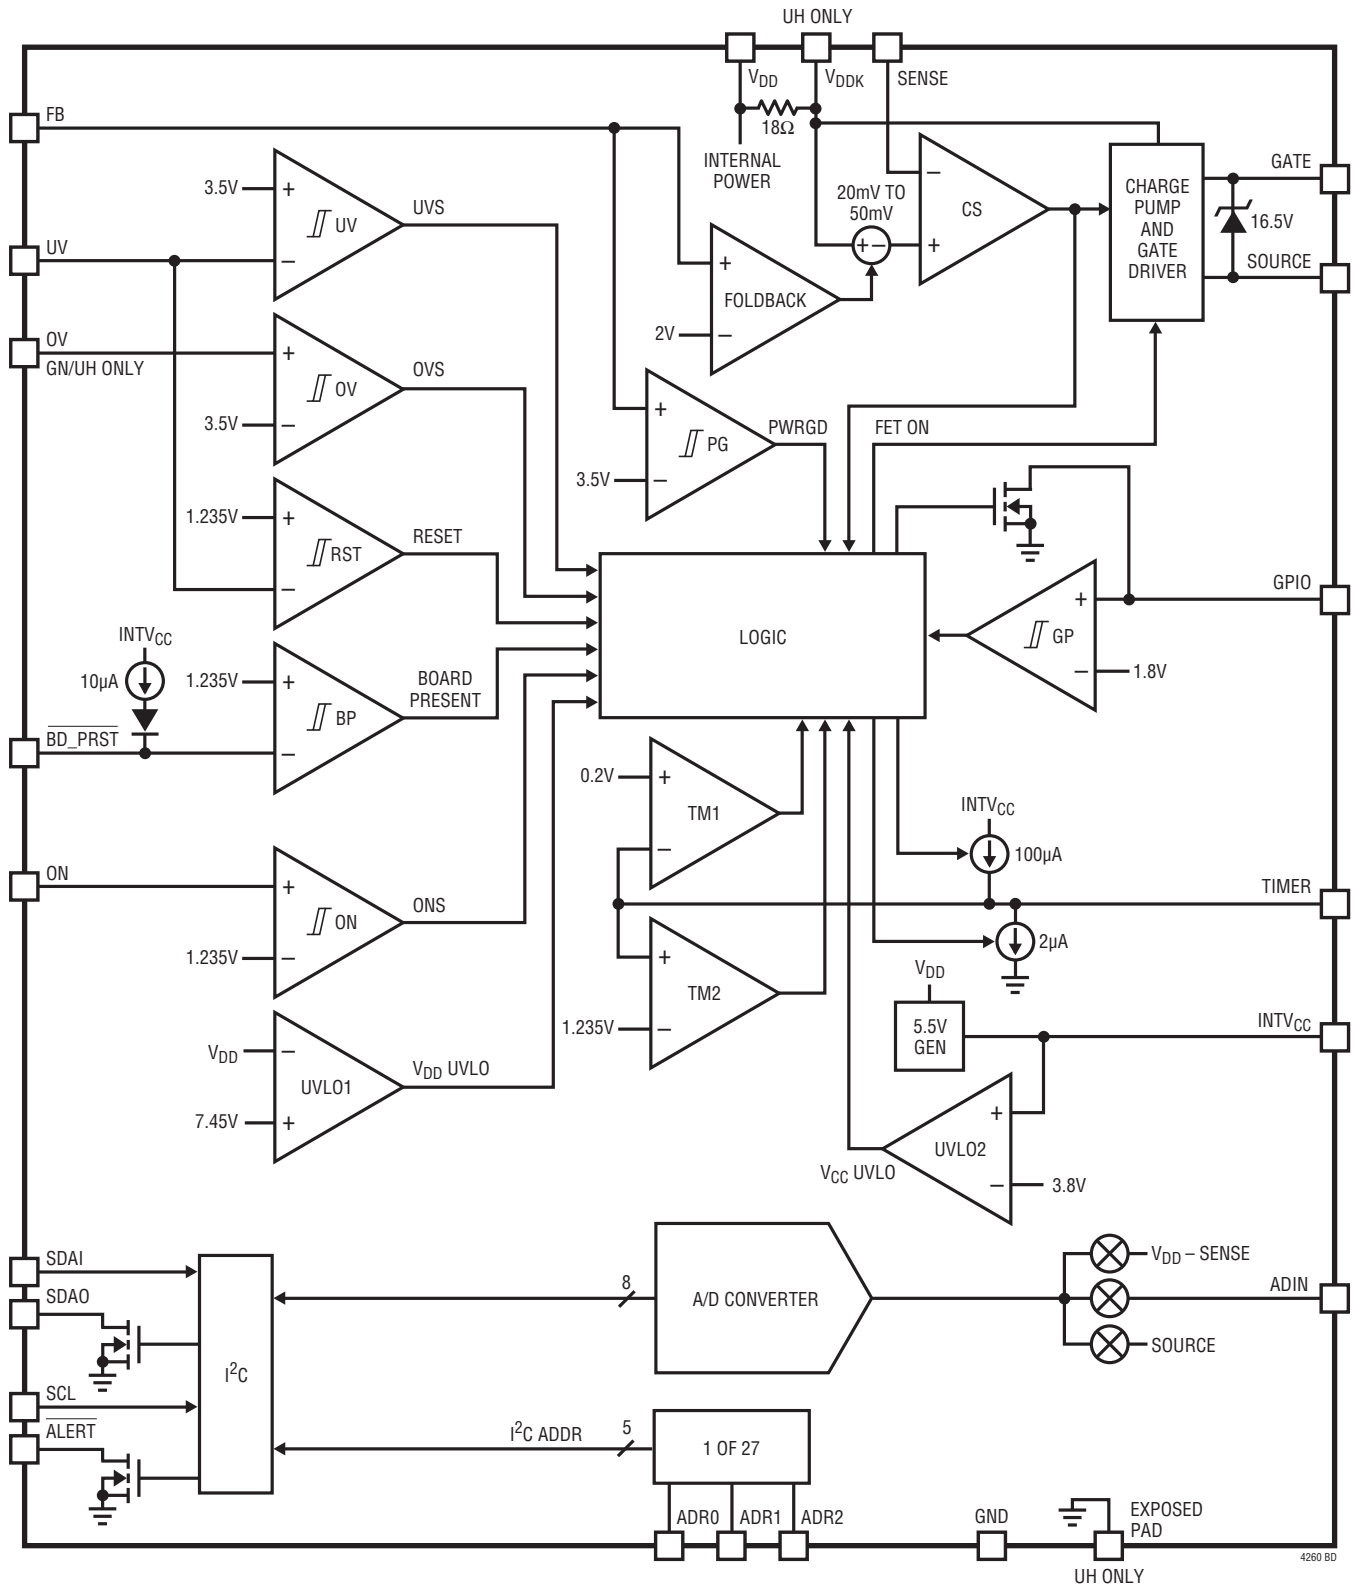 UH ONLY
VDD
VDDK
SENSE
FB
18Ω
INTERNAL
POWER
3.5V
+
UV
−
UVS
UV
20mV TO
50mV
+−
−
CS
+
CHARGE
PUMP
AND
GATE
DRIVER
GATE
16.5V
SOURCE
+
FOLDBACK
2V
−
OV
GN/UH ONLY
+
OV
3.5V
−
OVS
+
PG
3.5V
−
PWRGD
FET ON
1.235V
+
RST
−
RESET
LOGIC
GPIO
+
GP
−
1.8V
INTVCC
10µA
1.235V
+
BP
−
BOARD
PRESENT
BD_PRST
0.2V
+
TM1
−
INTVCC
100µA
TIMER
2µA
ON
+
ON
1.235V
−
ONS
+
TM2
1.235V
−
VDD
5.5V
GEN
INTVCC
VDD
−
UVLO1
7.45V
+
VDD UVLO
+
UVLO2
−
3.8V
VCC UVLO
SDAI
SDAO
SCL
ALERT
I2C
8
A/D CONVERTER
VDD – SENSE
ADIN
SOURCE
I2C ADDR
5
1 OF 27
ADR0
ADR1
ADR2
GND
EXPOSED
PAD
UH ONLY
4260 BD